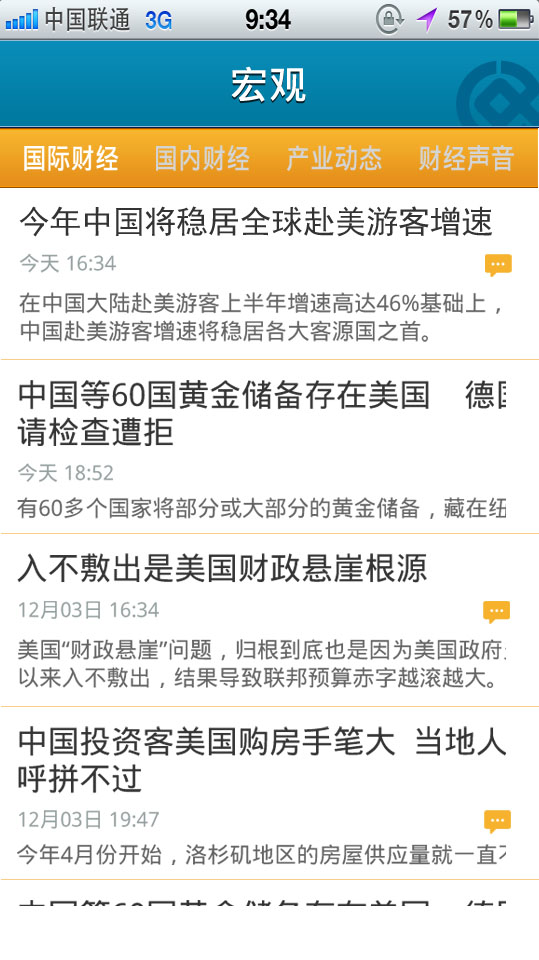 中国联通 3G 9:34 57%
宏观
国际财经 国内财经 产业动态 财经声音
今年中国将稳居全球赴美游客增速
今天 16:34
在中国大陆赴美游客上半年增速高达46%基础上，
中国赴美游客增速将稳居各大客源国之首。
中国等60国黄金储备存在美国 德国
请检查遭拒
今天 18:52
有60多个国家将部分或大部分的黄金储备，藏在纽
入不敷出是美国财政悬崖根源
12月03日 16:34
美国“财政悬崖”问题，归根到底也是因为美国政府
以来入不敷出，结果导致联邦预算赤字越滚越大。
中国投资客美国购房手笔大 当地人
呼拼不过
12月03日 19:47
今年4月份开始，洛杉矶地区的房屋供应量就一直不